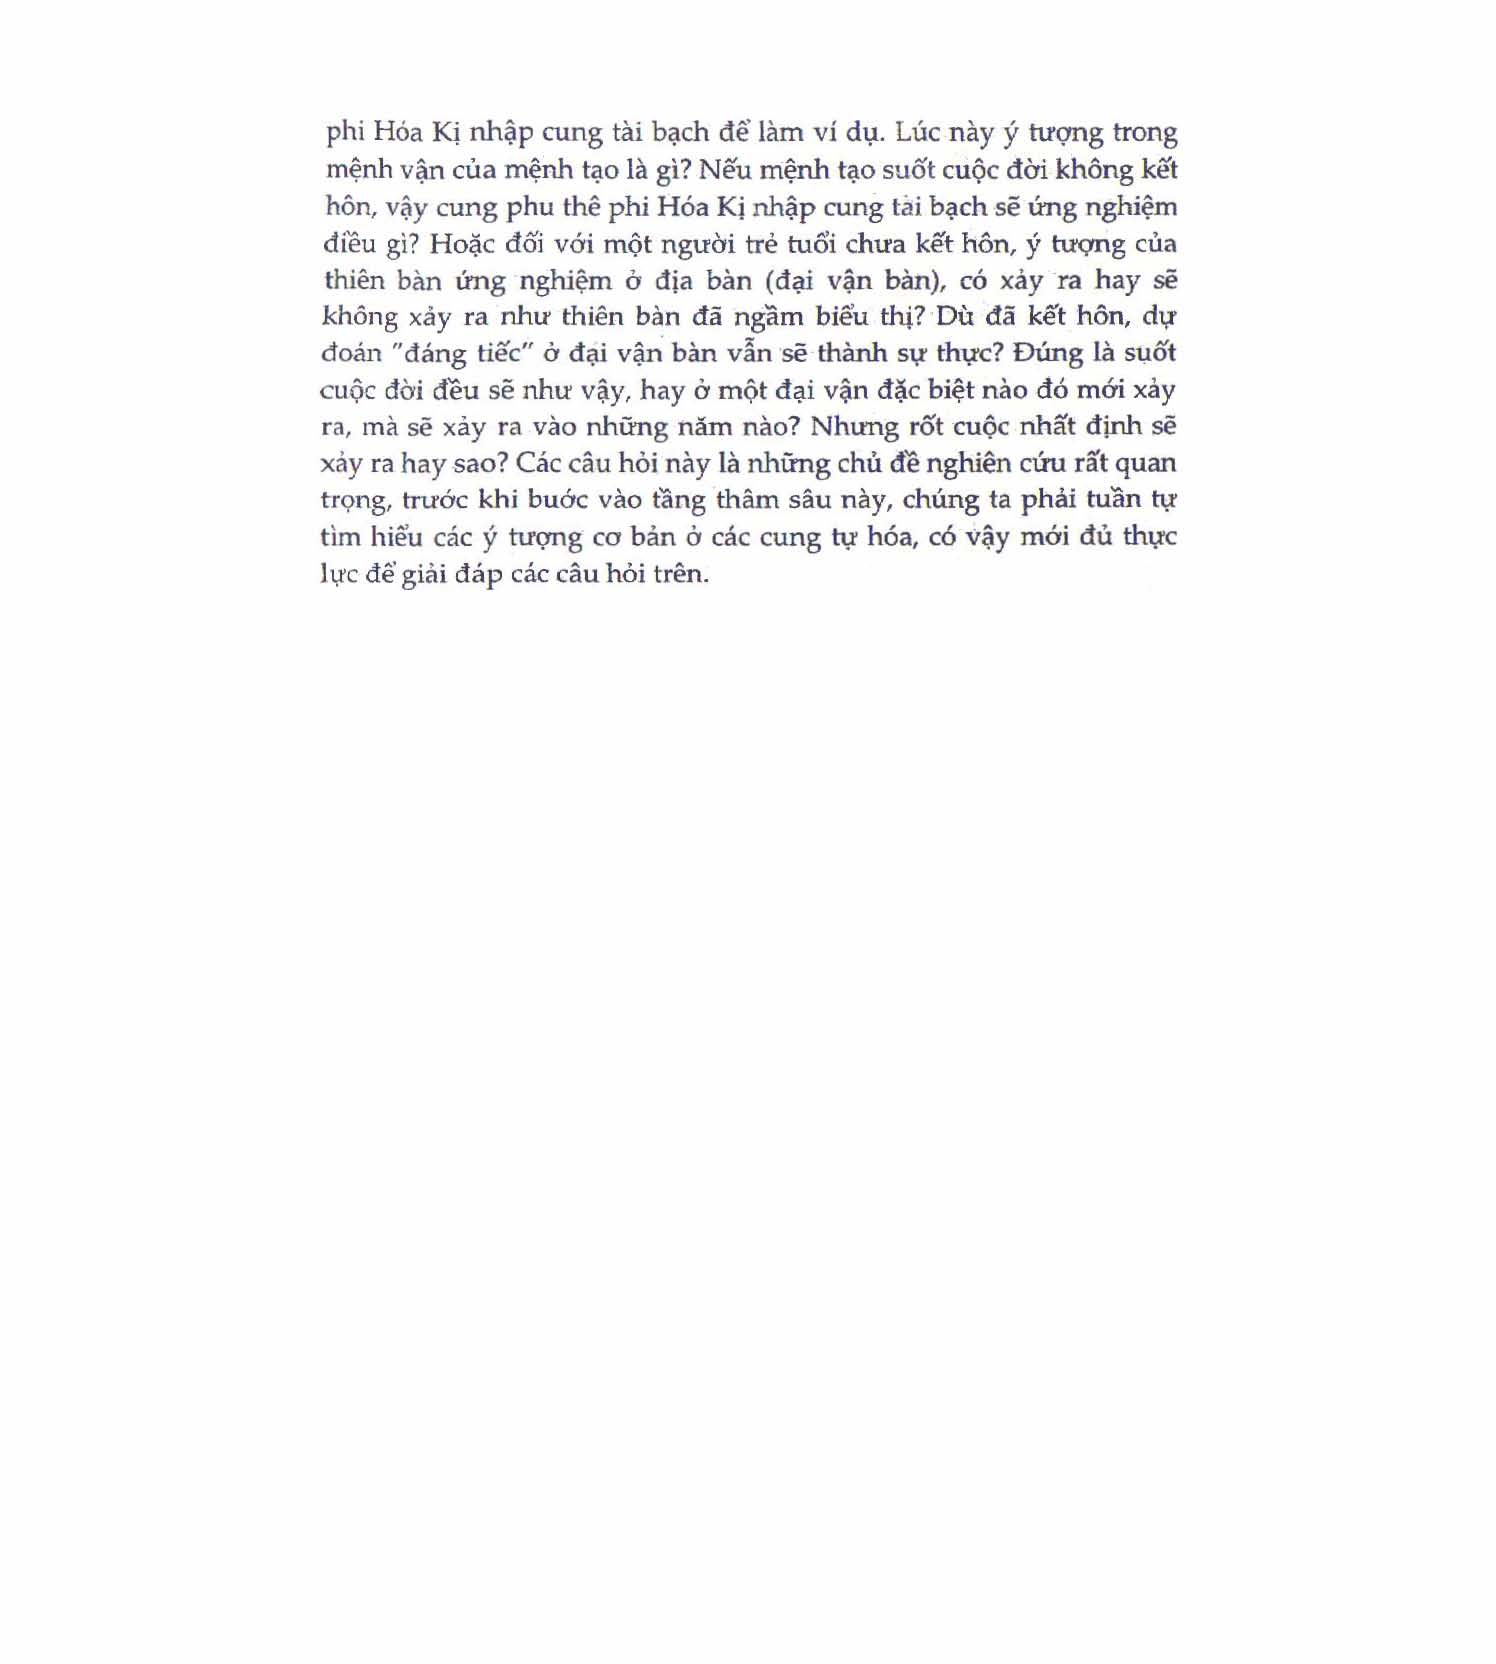 phi Hóa Kị nhập cung tài bạch để làm ví dụ. Lúc này ý tượng trong
mệnh vận của mệnh tạo là gì? Nếu mệnh tạo suốt cuộc đời không kết
hôn, vậy cung phu thê phi Hóa Kị nhập cung tài bạch sẽ ứng nghiệm
điều gì? Hoặc đối với một người trẻ tuổi chưa kết hôn, ý tượng của
thiên bàn ứng nghiệm ở địa bàn (đại vận bàn), có xảy ra hay sẽ
không xảy ra như thiên bàn đã ngầm biểu thị? Dù đã kết hôn, dự
đoán "đáng tiếc" ở đại vận bàn vẫn sẽ thành sự thực? Đúng là suốt
cuộc đời đều sẽ như vậy, hay ở một đại vận đặc biệt nào đó mới xảy
ra, mà sẽ xảy ra vào những năm nào? Nhưng rốt cuộc nhất định sẽ
xảy ra hay sao? Các câu hỏi này là những chủ đề nghiên cứu rất quan
trọng, trước khi buớc vào tầng thâm sâu này, chúng ta phải tuần tự
tìm hiểu các ý tượng cơ bản ở các cung tự hóa, có vậy mới đủ thực
lực để giải đáp các câu hỏi trên.